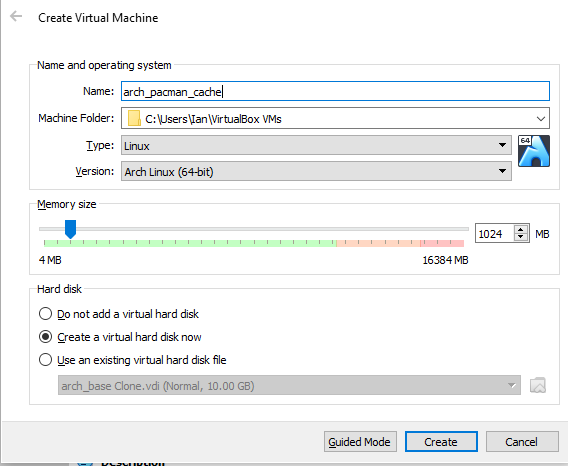 Create Virtual Machine
Name and operating system
Name: arch_pacman_cache
Machine Folder: C:\Users\Ian\VirtualBox VMs
Type: Linux
64
Version: Arch Linux (64-bit)
Memory size
1024 MB
4 MB 16384 MB
Hard disk
Do not add a virtual hard disk
Create a virtual hard disk now
Use an existing virtual hard disk file
arch_base Clone.vdi (Normal, 10.00 GB)
Guided Mode Create Cancel
Description